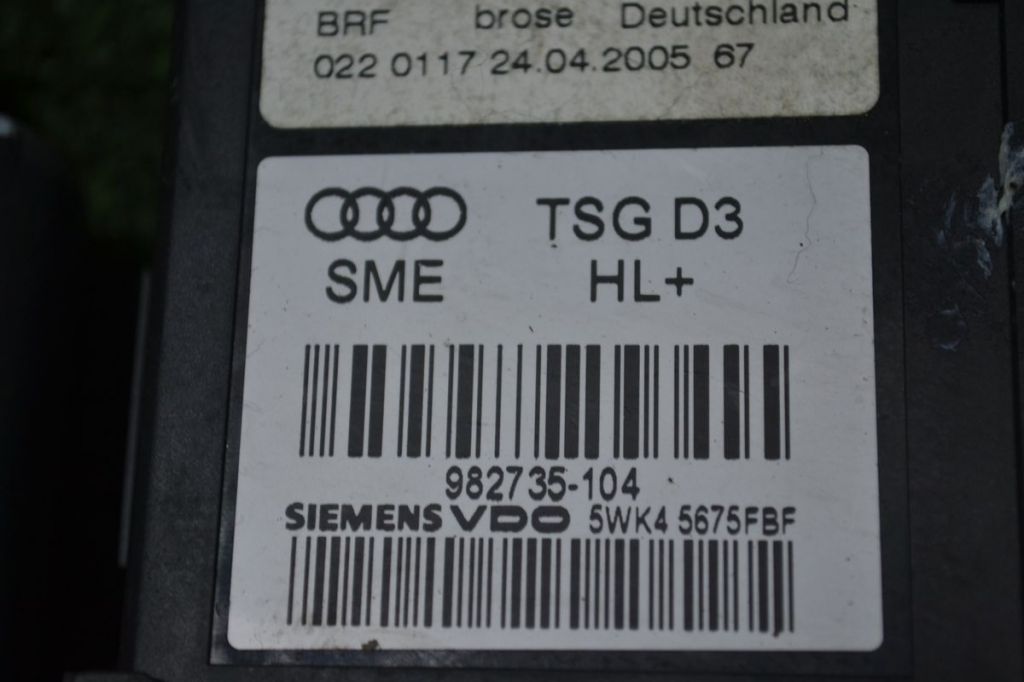 BRF brose Deutschland
022 0117 24.04.2005 67
TSG D3
SME HL+
982735-104
SIEMENS VDO 5WK4 5675FBF